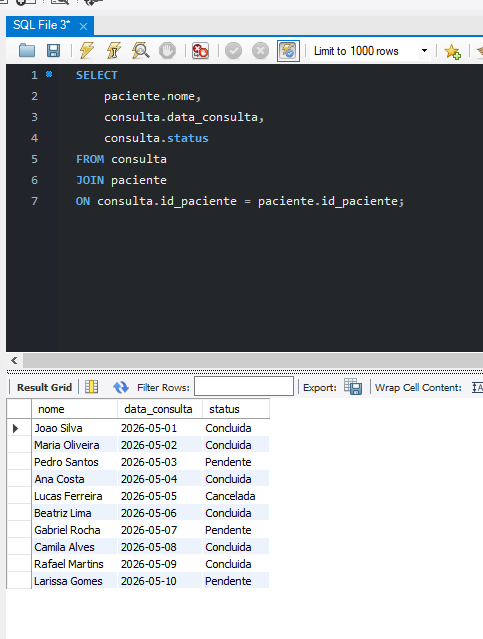 SQL File 3*
Limit to 1000 rows
1 SELECT
2 paciente.nome,
3 consulta.data_consulta,
4 consulta.status
5 FROM consulta
6 JOIN paciente
7 ON consulta.id_paciente = paciente.id_paciente;
Result Grid Filter Rows: Export: Wrap Cell Content:
nome data_consulta status
Joao Silva 2026-05-01 Concluida
Maria Oliveira 2026-05-02 Concluida
Pedro Santos 2026-05-03 Pendente
Ana Costa 2026-05-04 Concluida
Lucas Ferreira 2026-05-05 Cancelada
Beatriz Lima 2026-05-06 Concluida
Gabriel Rocha 2026-05-07 Pendente
Camila Alves 2026-05-08 Concluida
Rafael Martins 2026-05-09 Concluida
Larissa Gomes 2026-05-10 Pendente